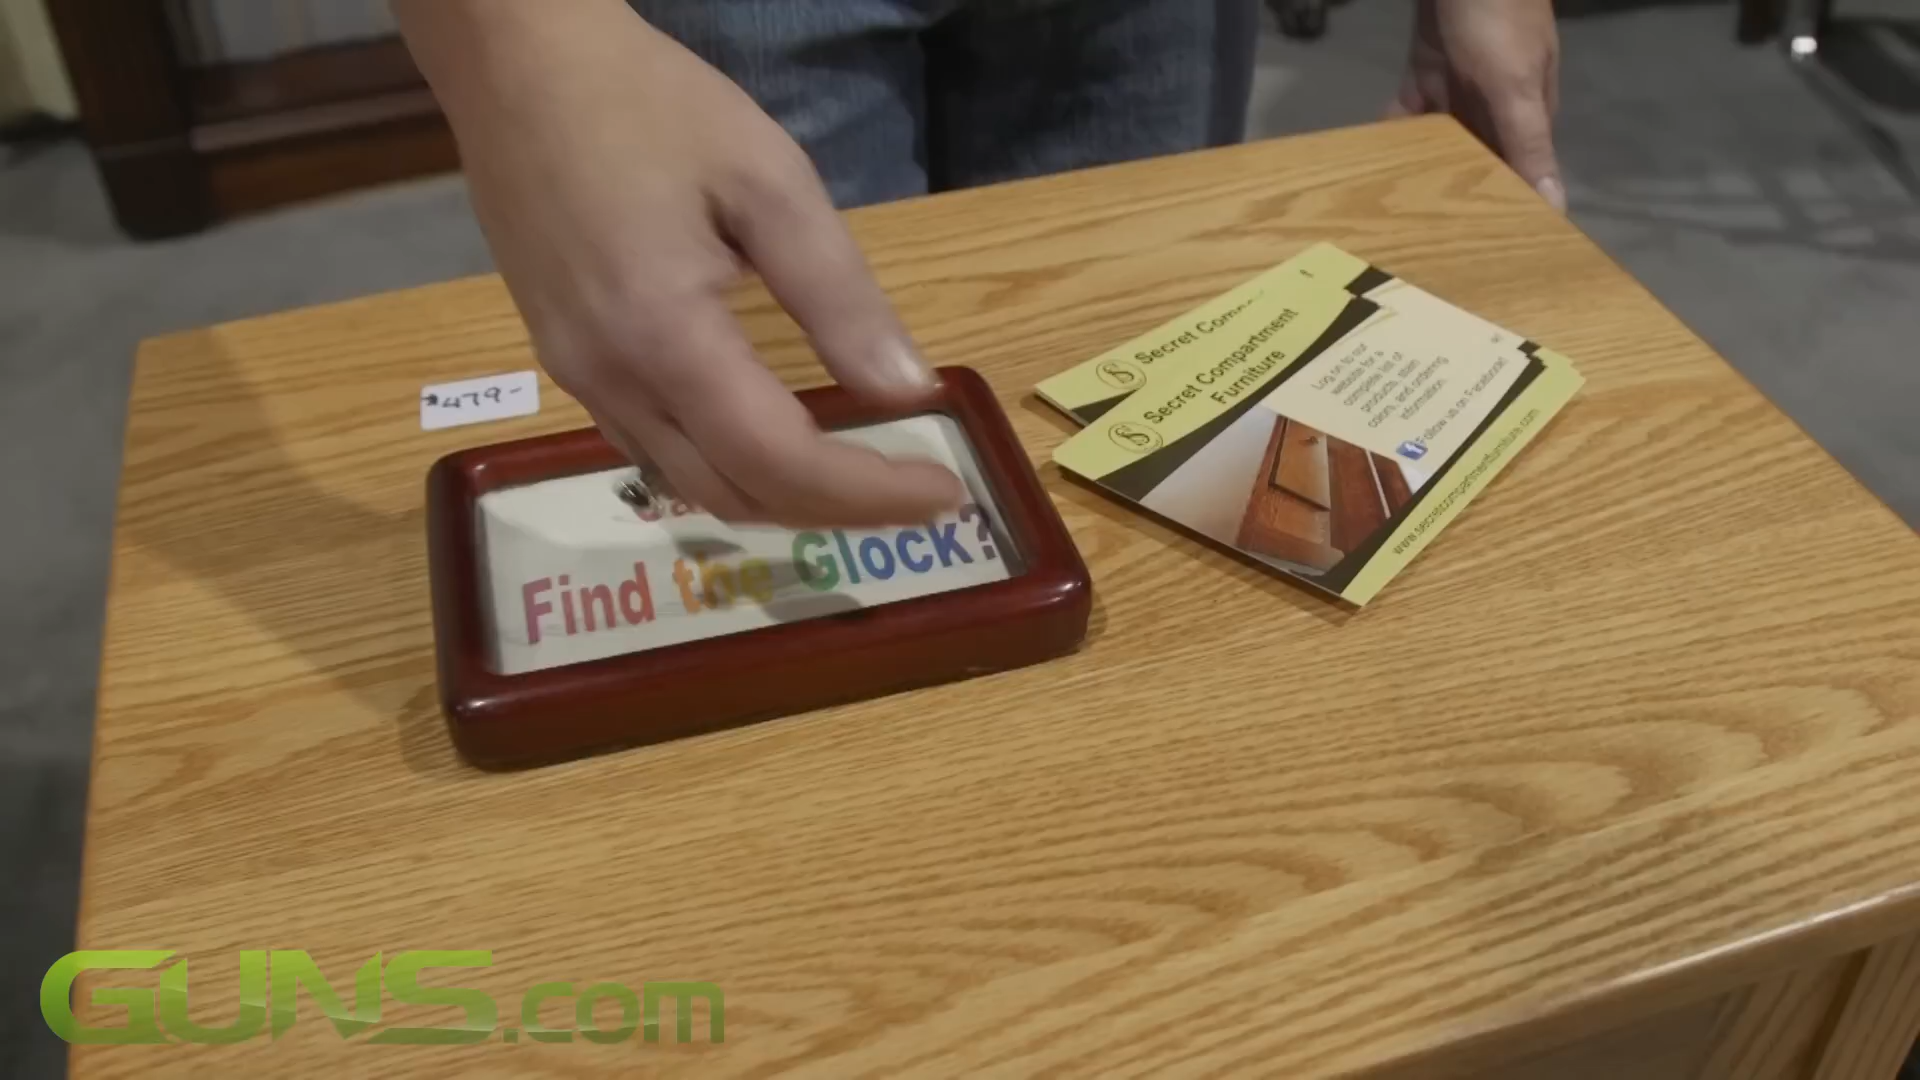 $479-
Find the Glock?
Secret
Secret Compartment
Furniture
Log on to our
website for a
complete list of
products, stain
colors, and ordering
information.
Follow us on Facebook!
www.secretcompartmentfurniture.com
GUNS.com